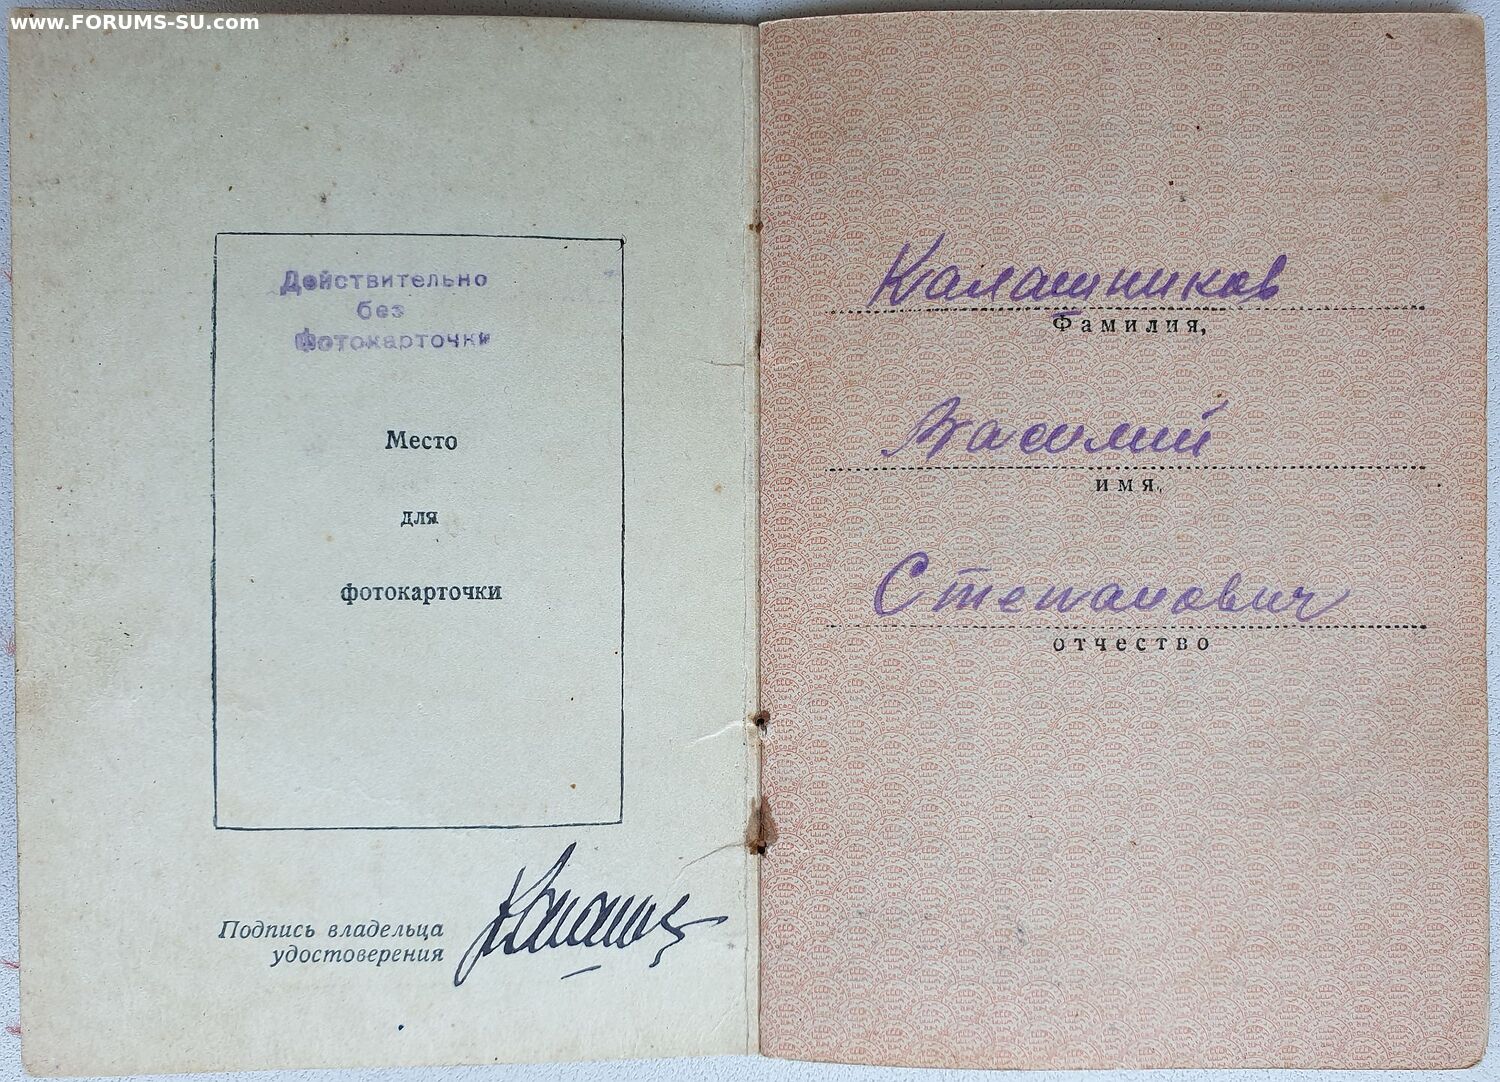 www.FORUMS-SU.com
Действительно
без
Фотокарточки
Место
для
фотокарточки
Подпись владельца
удостоверения
Калашников
Фамилия,
Василий
имя,
Степанович
отчество